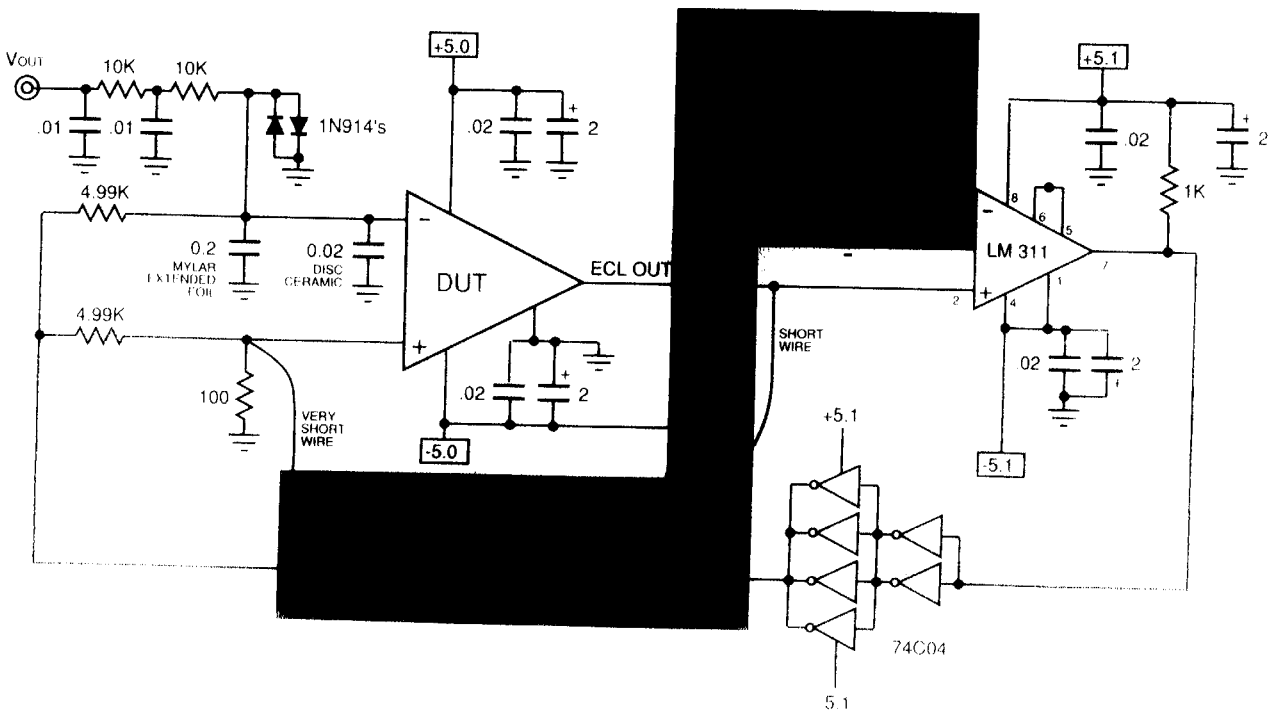 VOUT
10K
10K
.01
.01
1N914's
+5.0
.02
+
2
4.99K
0.2
MYLAR
EXTENDED
FOIL
0.02
DISC
CERAMIC
-
DUT
+
ECL OUT
4.99K
100
VERY
SHORT
WIRE
.02
+
2
-5.0
+5.1
.02
+
2
1K
8
-
6
5
LM 311
7
-
2
+
4
1
SHORT
WIRE
.02
2
+
-5.1
+5.1
74C04
5.1